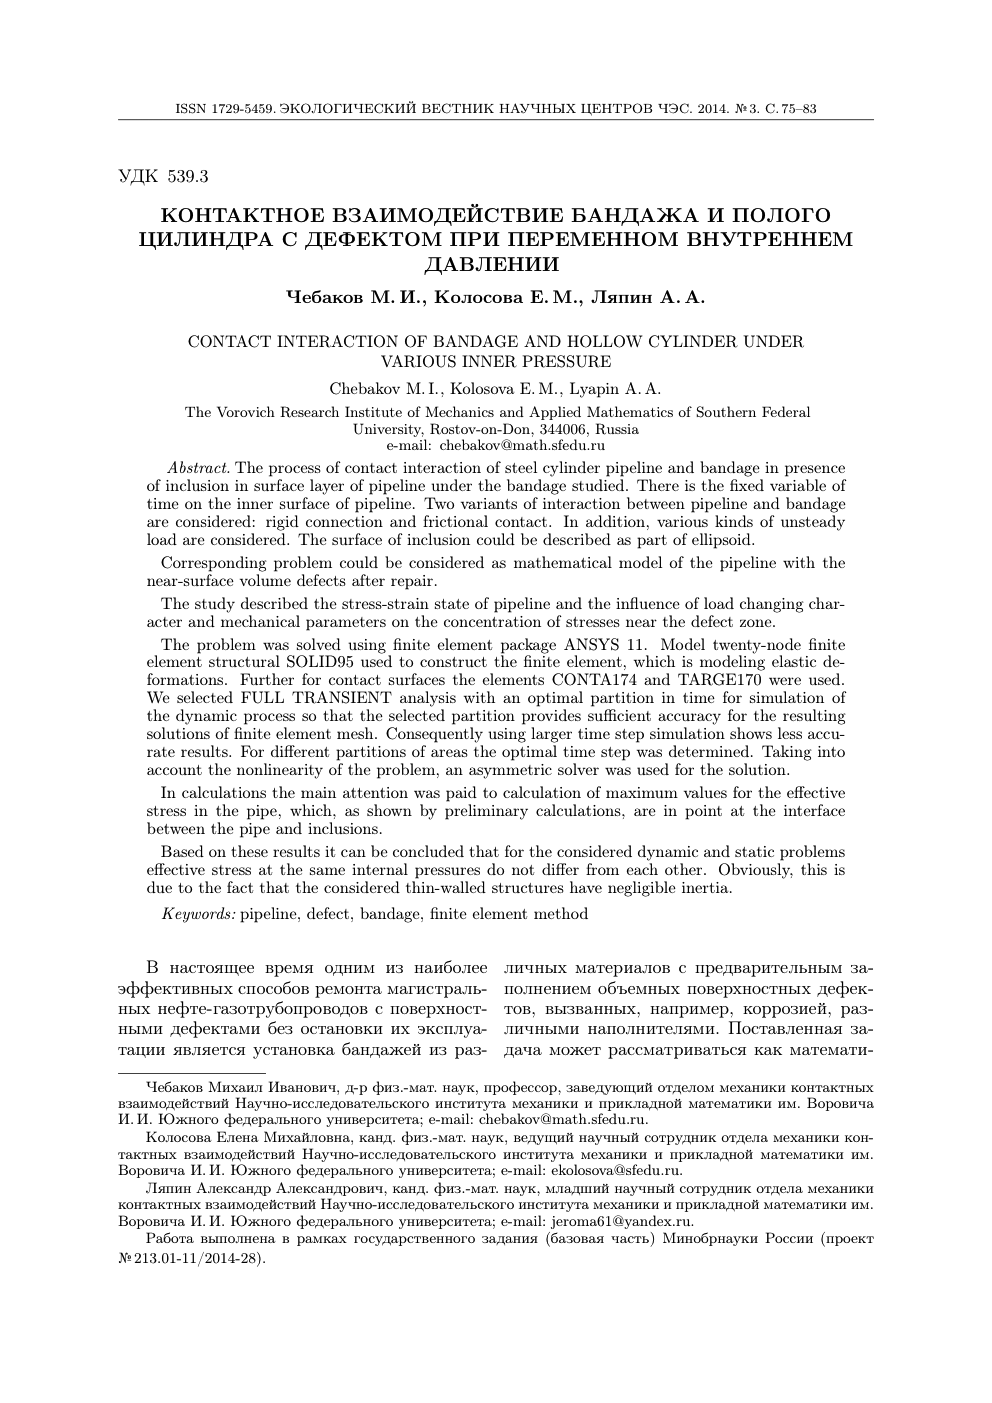 ISSN 1729-5459. ЭКОЛОГИЧЕСКИЙ ВЕСТНИК НАУЧНЫХ ЦЕНТРОВ ЧЭС. 2014. № 3. С. 75–83
УДК 539.3
КОНТАКТНОЕ ВЗАИМОДЕЙСТВИЕ БАНДАЖА И ПОЛОГО
ЦИЛИНДРА С ДЕФЕКТОМ ПРИ ПЕРЕМЕННОМ ВНУТРЕННЕМ
ДАВЛЕНИИ
Чебаков М. И., Колосова Е. М., Ляпин А. А.
CONTACT INTERACTION OF BANDAGE AND HOLLOW CYLINDER UNDER
VARIOUS INNER PRESSURE
Chebakov M. I., Kolosova E. M., Lyapin A. A.
The Vorovich Research Institute of Mechanics and Applied Mathematics of Southern Federal
University, Rostov-on-Don, 344006, Russia
e-mail: chebakov@math.sfedu.ru
Abstract. The process of contact interaction of steel cylinder pipeline and bandage in presence
of inclusion in surface layer of pipeline under the bandage studied. There is the fixed variable of
time on the inner surface of pipeline. Two variants of interaction between pipeline and bandage
are considered: rigid connection and frictional contact. In addition, various kinds of unsteady
load are considered. The surface of inclusion could be described as part of ellipsoid.
Corresponding problem could be considered as mathematical model of the pipeline with the
near-surface volume defects after repair.
The study described the stress-strain state of pipeline and the influence of load changing char-
acter and mechanical parameters on the concentration of stresses near the defect zone.
The problem was solved using finite element package ANSYS 11. Model twenty-node finite
element structural SOLID95 used to construct the finite element, which is modeling elastic de-
formations. Further for contact surfaces the elements CONTA174 and TARGE170 were used.
We selected FULL TRANSIENT analysis with an optimal partition in time for simulation of
the dynamic process so that the selected partition provides sufficient accuracy for the resulting
solutions of finite element mesh. Consequently using larger time step simulation shows less accu-
rate results. For different partitions of areas the optimal time step was determined. Taking into
account the nonlinearity of the problem, an asymmetric solver was used for the solution.
In calculations the main attention was paid to calculation of maximum values for the effective
stress in the pipe, which, as shown by preliminary calculations, are in point at the interface
between the pipe and inclusions.
Based on these results it can be concluded that for the considered dynamic and static problems
effective stress at the same internal pressures do not differ from each other. Obviously, this is
due to the fact that the considered thin-walled structures have negligible inertia.
Keywords: pipeline, defect, bandage, finite element method
В настоящее время одним из наиболее
эффективных способов ремонта магистраль-
ных нефте-газотрубопроводов с поверхност-
ными дефектами без остановки их эксплуа-
тации является установка бандажей из раз-
личных материалов с предварительным за-
полнением объемных поверхностных дефек-
тов, вызванных, например, коррозией, раз-
личными наполнителями. Поставленная за-
дача может рассматриваться как математи-
Чебаков Михаил Иванович, д-р физ.-мат. наук, профессор, заведующий отделом механики контактных
взаимодействий Научно-исследовательского института механики и прикладной математики им. Воровича
И. И. Южного федерального университета; e-mail: chebakov@math.sfedu.ru.
Колосова Елена Михайловна, канд. физ.-мат. наук, ведущий научный сотрудник отдела механики кон-
тактных взаимодействий Научно-исследовательского института механики и прикладной математики им.
Воровича И. И. Южного федерального университета; e-mail: ekolosova@sfedu.ru.
Ляпин Александр Александрович, канд. физ.-мат. наук, младший научный сотрудник отдела механики
контактных взаимодействий Научно-исследовательского института механики и прикладной математики им.
Воровича И. И. Южного федерального университета; e-mail: jeroma61@yandex.ru.
Работа выполнена в рамках государственного задания (базовая часть) Минобрнауки России (проект
№ 213.01-11/2014-28).